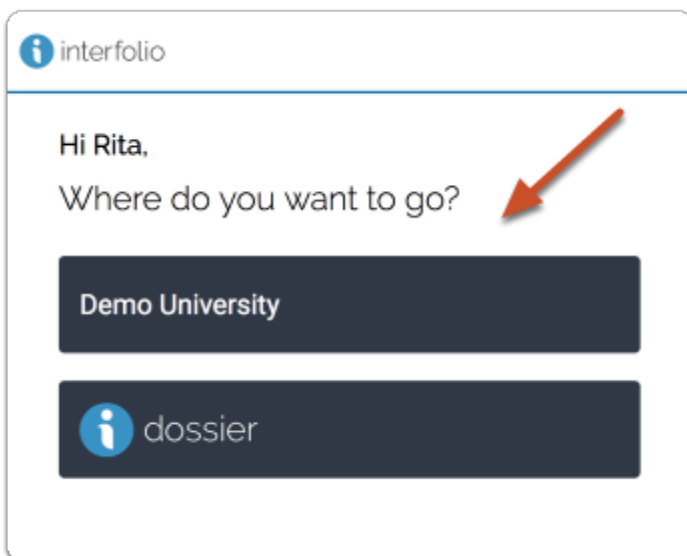 interfolio
Hi Rita,
Where do you want to go?
Demo University
dossier